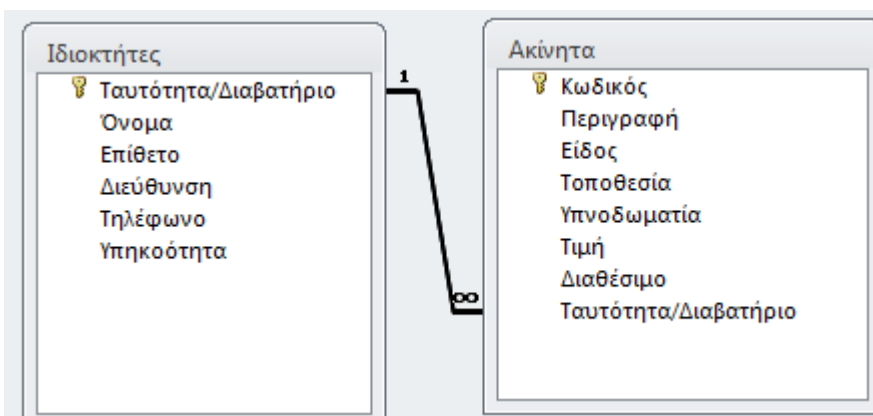 Ιδιοκτήτες
Ταυτότητα/Διαβατήριο
Όνομα
Επίθετο
Διεύθυνση
Τηλέφωνο
Υπηκοότητα
1
∞
Ακίνητα
Κωδικός
Περιγραφή
Είδος
Τοποθεσία
Υπνοδωματία
Τιμή
Διαθέσιμο
Ταυτότητα/Διαβατήριο